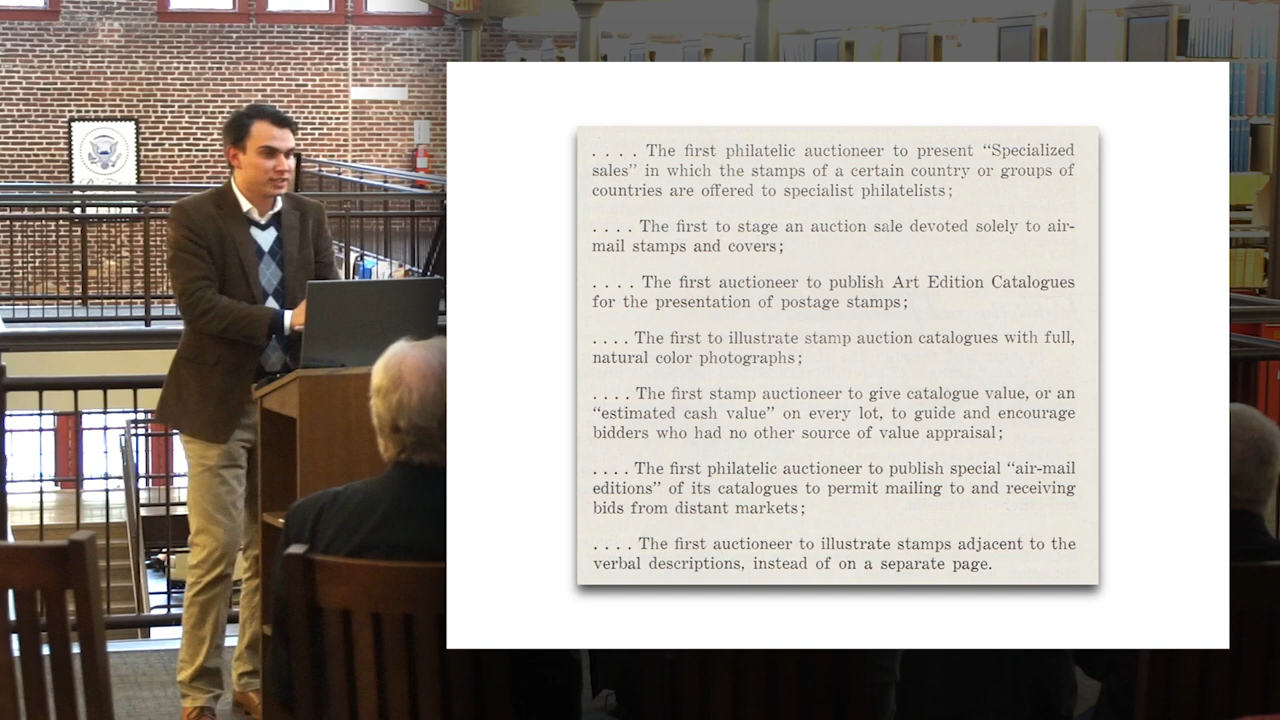 . . . . The first philatelic auctioneer to present “Specialized
sales” in which the stamps of a certain country or groups of
countries are offered to specialist philatelists;
. . . . The first to stage an auction sale devoted solely to air-
mail stamps and covers;
. . . . The first auctioneer to publish Art Edition Catalogues
for the presentation of postage stamps;
. . . . The first to illustrate stamp auction catalogues with full,
natural color photographs;
. . . . The first stamp auctioneer to give catalogue value, or an
“estimated cash value” on every lot, to guide and encourage
bidders who had no other source of value appraisal;
. . . . The first philatelic auctioneer to publish special “air-mail
editions” of its catalogues to permit mailing to and receiving
bids from distant markets;
. . . . The first auctioneer to illustrate stamps adjacent to the
verbal descriptions, instead of on a separate page.